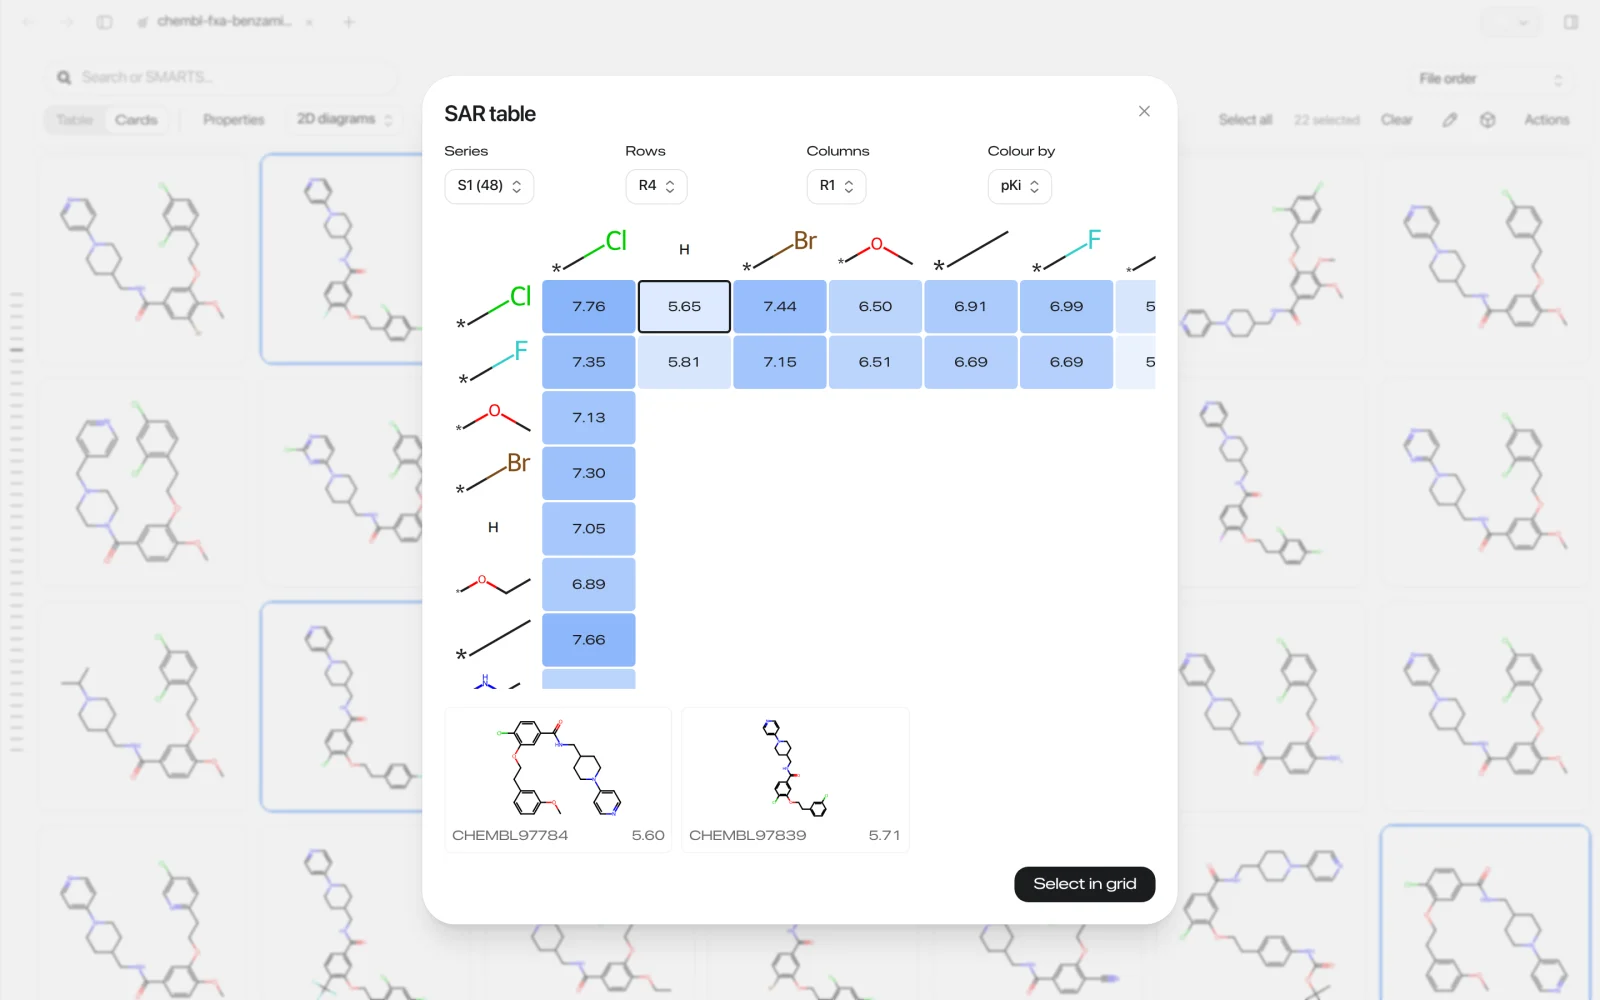 chembl-fxa-benzami...
Search or SMARTS...
File order
Table
Cards
Properties
2D diagrams
Select all
22 selected
Clear
Actions
SAR table
Series
Rows
Columns
Colour by
S1 (48)
R4
R1
pKi
* Cl
H
* Br
* O
*
* F
*
* Cl
7.76
5.65
7.44
6.50
6.91
6.99
5
* F
7.35
5.81
7.15
6.51
6.69
6.69
5
* O
7.13
* Br
7.30
H
7.05
* O
6.89
*
7.66
H
N
CHEMBL97784
5.60
CHEMBL97839
5.71
Select in grid